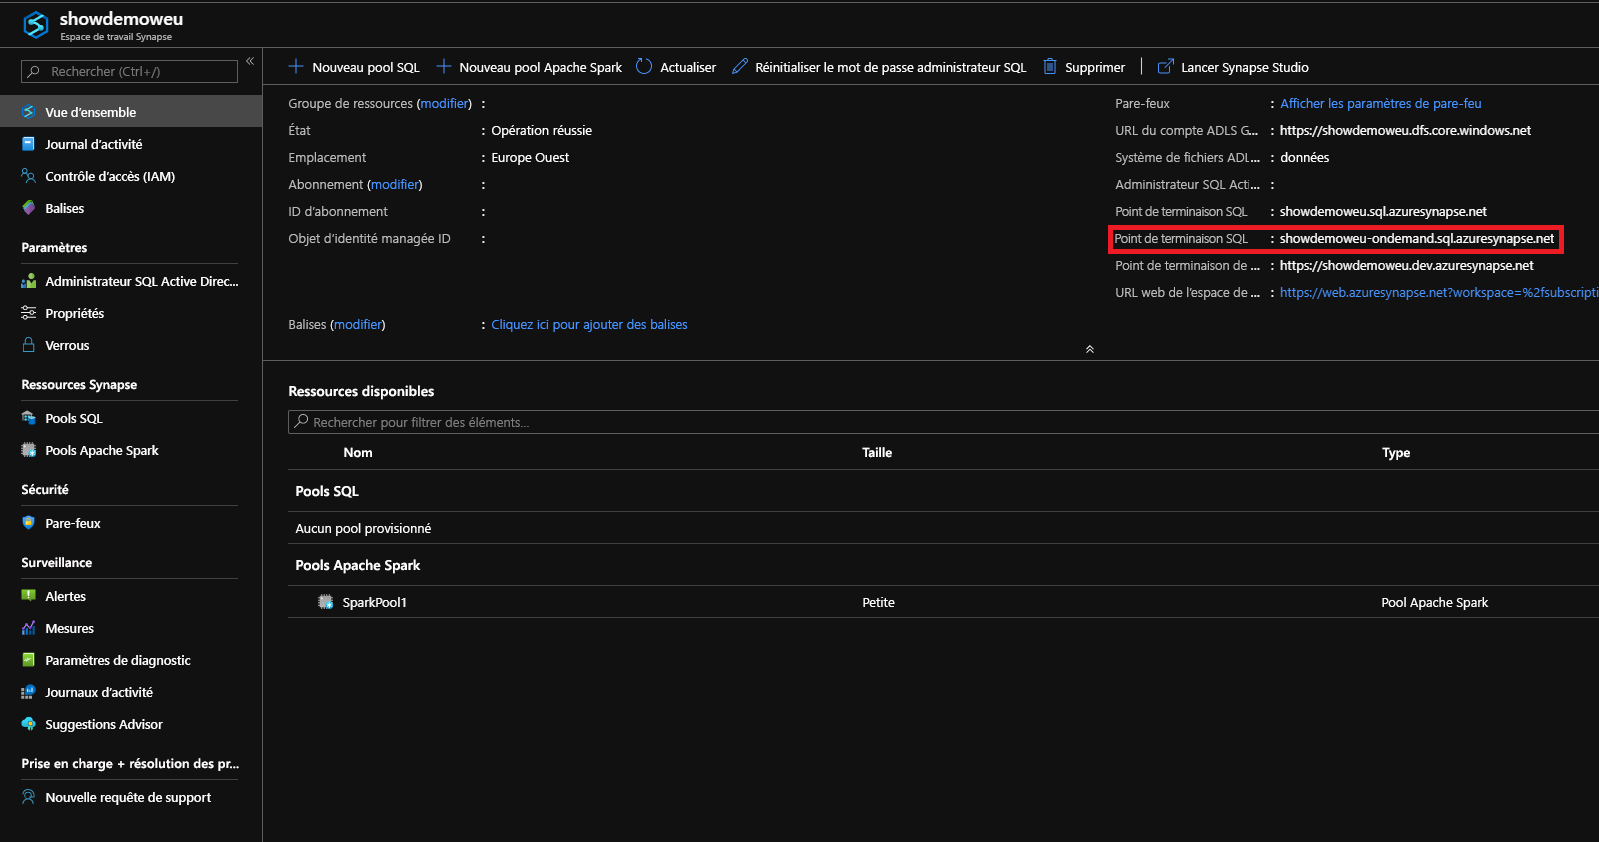 showdemoweu
Espace de travail Synapse
Rechercher (Ctrl+/)
«
Vue d'ensemble
Journal d'activité
Contrôle d'accès (IAM)
Balises
Paramètres
Administrateur SQL Active Direc...
Propriétés
Verrous
Ressources Synapse
Pools SQL
Pools Apache Spark
Sécurité
Pare-feux
Surveillance
Alertes
Mesures
Paramètres de diagnostic
Journaux d'activité
Suggestions Advisor
Prise en charge + résolution des pr...
Nouvelle requête de support
Nouveau pool SQL
Nouveau pool Apache Spark
Actualiser
Réinitialiser le mot de passe administrateur SQL
Supprimer
Lancer Synapse Studio
Groupe de ressources (modifier) :
État : Opération réussie
Emplacement : Europe Ouest
Abonnement (modifier) :
ID d'abonnement :
Objet d'identité managée ID :
Balises (modifier) : Cliquez ici pour ajouter des balises
Pare-feux : Afficher les paramètres de pare-feu
URL du compte ADLS G... : https://showdemoweu.dfs.core.windows.net
Système de fichiers ADL... : données
Administrateur SQL Acti... :
Point de terminaison SQL : showdemoweu.sql.azuresynapse.net
Point de terminaison SQL : showdemoweu-ondemand.sql.azuresynapse.net
Point de terminaison de ... : https://showdemoweu.dev.azuresynapse.net
URL web de l'espace de ... : https://web.azuresynapse.net?workspace=%2fsubscripti
Ressources disponibles
Rechercher pour filtrer des éléments...
Nom Taille Type
Pools SQL
Aucun pool provisionné
Pools Apache Spark
SparkPool1 Petite Pool Apache Spark